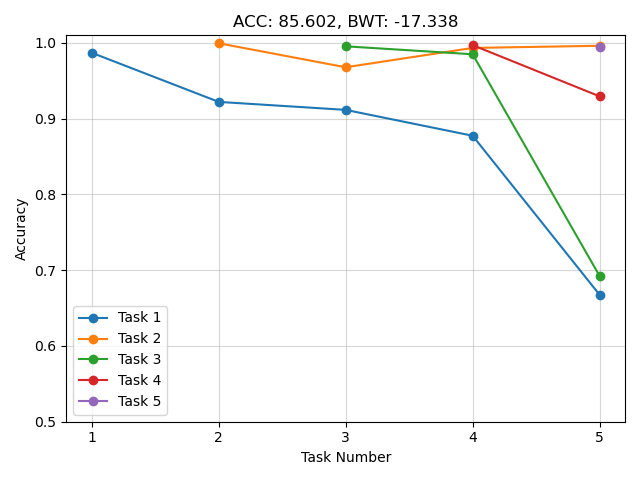 ACC: 85.602, BWT: -17.338
1.0
0.9
0.8
0.7
0.6
0.5
Accuracy
Task 1
Task 2
Task 3
Task 4
Task 5
1 2 3 4 5
Task Number